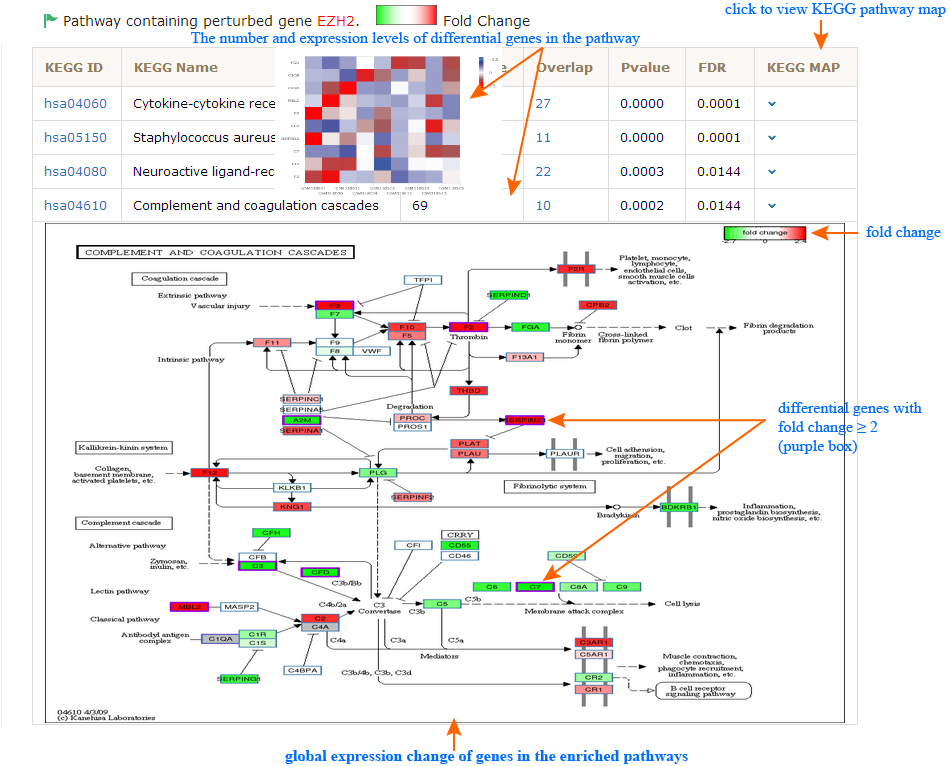 click to view KEGG pathway map
Pathway containing perturbed gene EZH2. Fold Change
The number and expression levels of differential genes in the pathway
KEGG ID KEGG Name Overlap Pvalue FDR KEGG MAP
hsa04060 Cytokine-cytokine rece 27 0.0000 0.0001
hsa05150 Staphylococcus aureus 11 0.0000 0.0001
hsa04080 Neuroactive ligand-rec 22 0.0003 0.0144
hsa04610 Complement and coagulation cascades 69 10 0.0002 0.0144
fold change
-2.7 0 2.4
fold change
COMPLEMENT AND COAGULATION CASCADES
Coagulation cascade
Extrinsic pathway
Vascular injury
TFPI
F3
F7
F10
F5
F2
Thrombin
SERPIND1
FGA
F2R
Platelet, monocyte,
lymphocyte,
endothelial cells,
smooth muscle cells
activation, etc.
CPB2
Fibrin
monomer
Cross-linked
fibrin polymer
Clot
Fibrin degradation
products
Intrinsic pathway
F11
F9
F8
VWF
F13A1
THBD
SERPINC1
SERPINA5
A2M
SERPINA1
Degradation
PROC
PROS1
SERPINE1
differential genes with
fold change ≥ 2
(purple box)
Kallikrein-kinin system
PLAT
PLAU
PLAUR
Cell adhesion,
migration,
proliferation, etc.
Collagen,
basement membrane,
activated platelets, etc.
F12
PLG
KLKB1
SERPINF2
Fibrinolytic system
KNG1
Bradykinin
BDKRB1
Inflammation,
prostaglandin biosynthesis,
nitric oxide biosynthesis, etc.
Complement cascade
Alternative pathway
CFH
Zymosan,
inulin, etc.
CFB
C3
CFD
C3b/Bb
CFI
CRRY
CD55
CD46
CD59
C6
C7
C8A
C9
Lectin pathway
MBL2
MASP2
C4b/2a
C3
Convertase
C3b
C5
C5b
Membrane attack complex
Cell lysis
Classical pathway
C2
C4A
Antibodyl antigen
complex
C1QA
C1R
C1S
C4a
C3a
C5a
Mediators
C3AR1
C5AR1
Muscle contraction,
chemotaxis,
phagocyte recruitment,
inflammation, etc.
SERPING1
C4BPA
C3b/4b, C3b, C3d
CR2
CR1
B cell receptor
signaling pathway
04610 4/3/09
(c) Kanehisa Laboratories
global expression change of genes in the enriched pathways